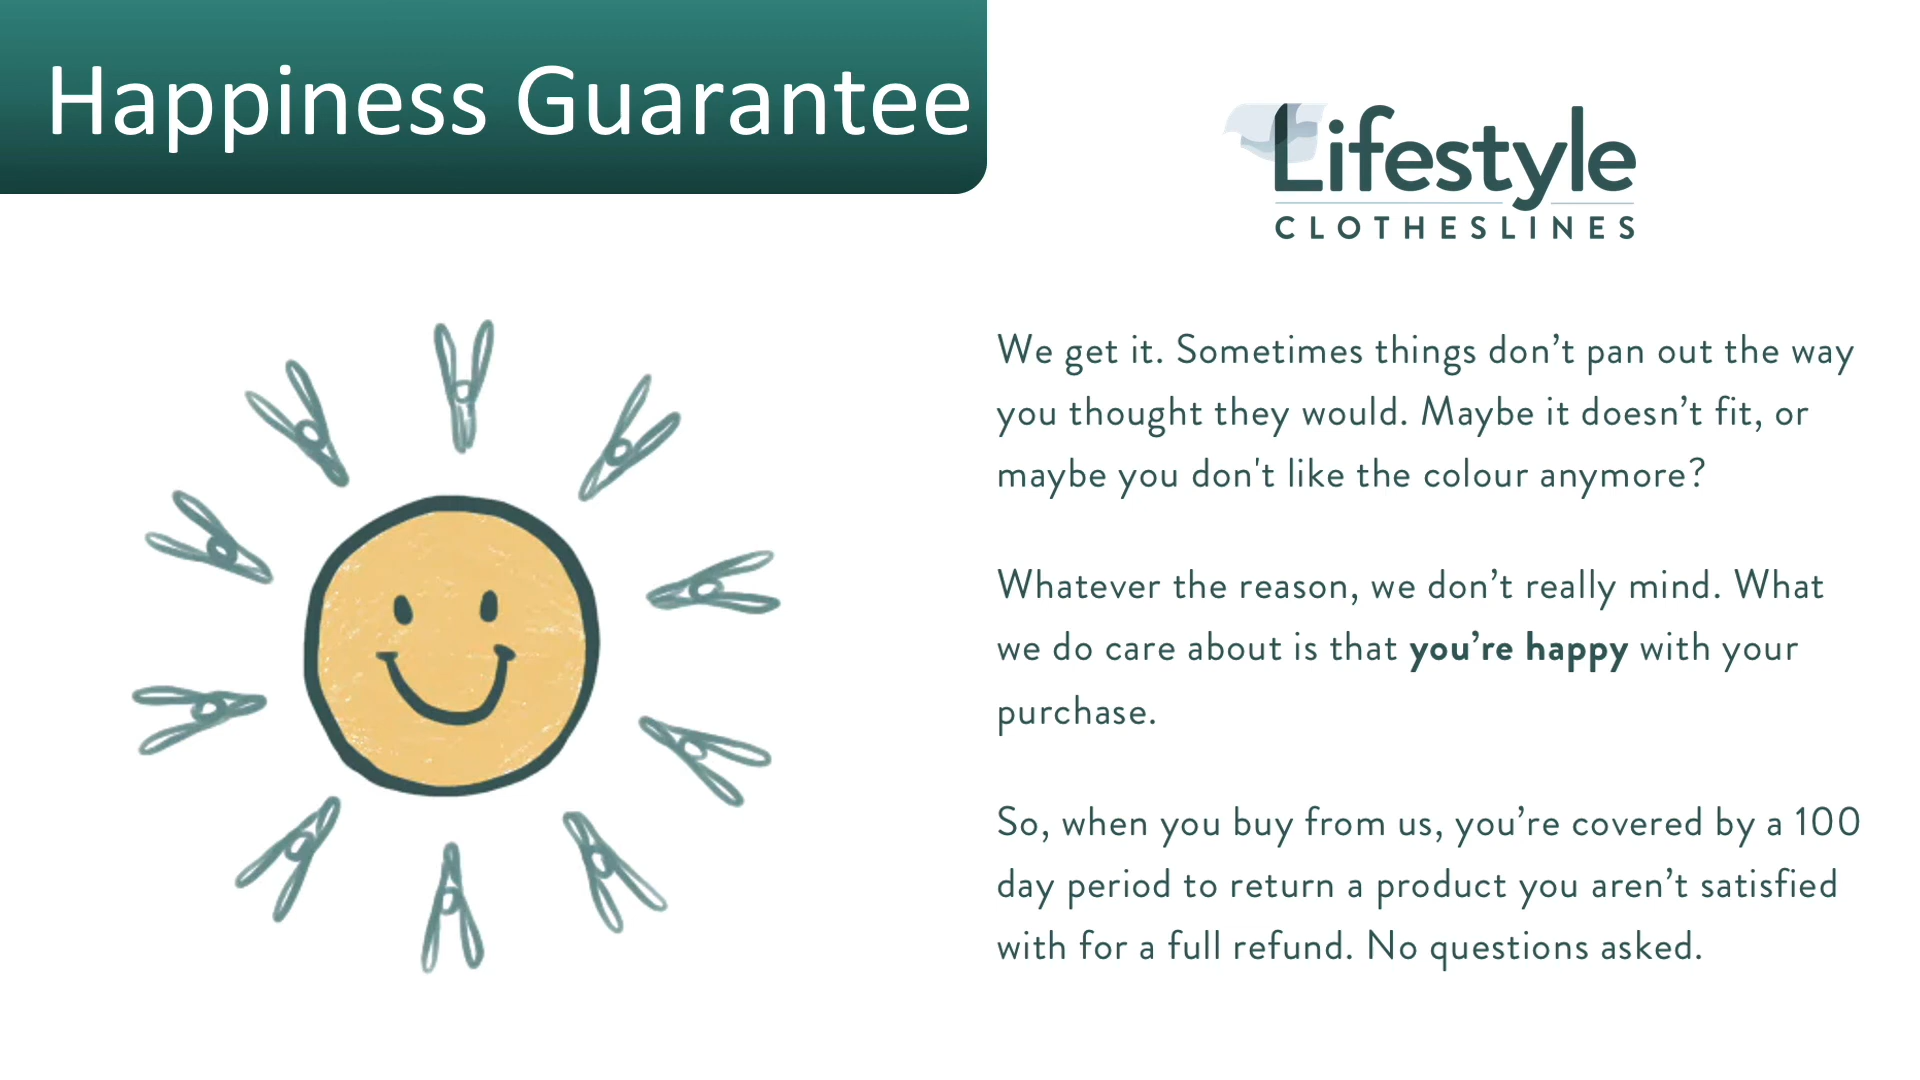 Happiness Guarantee
Lifestyle
CLOTHESLINES
We get it. Sometimes things don’t pan out the way
you thought they would. Maybe it doesn’t fit, or
maybe you don't like the colour anymore?
Whatever the reason, we don’t really mind. What
we do care about is that you’re happy with your
purchase.
So, when you buy from us, you’re covered by a 100
day period to return a product you aren’t satisfied
with for a full refund. No questions asked.